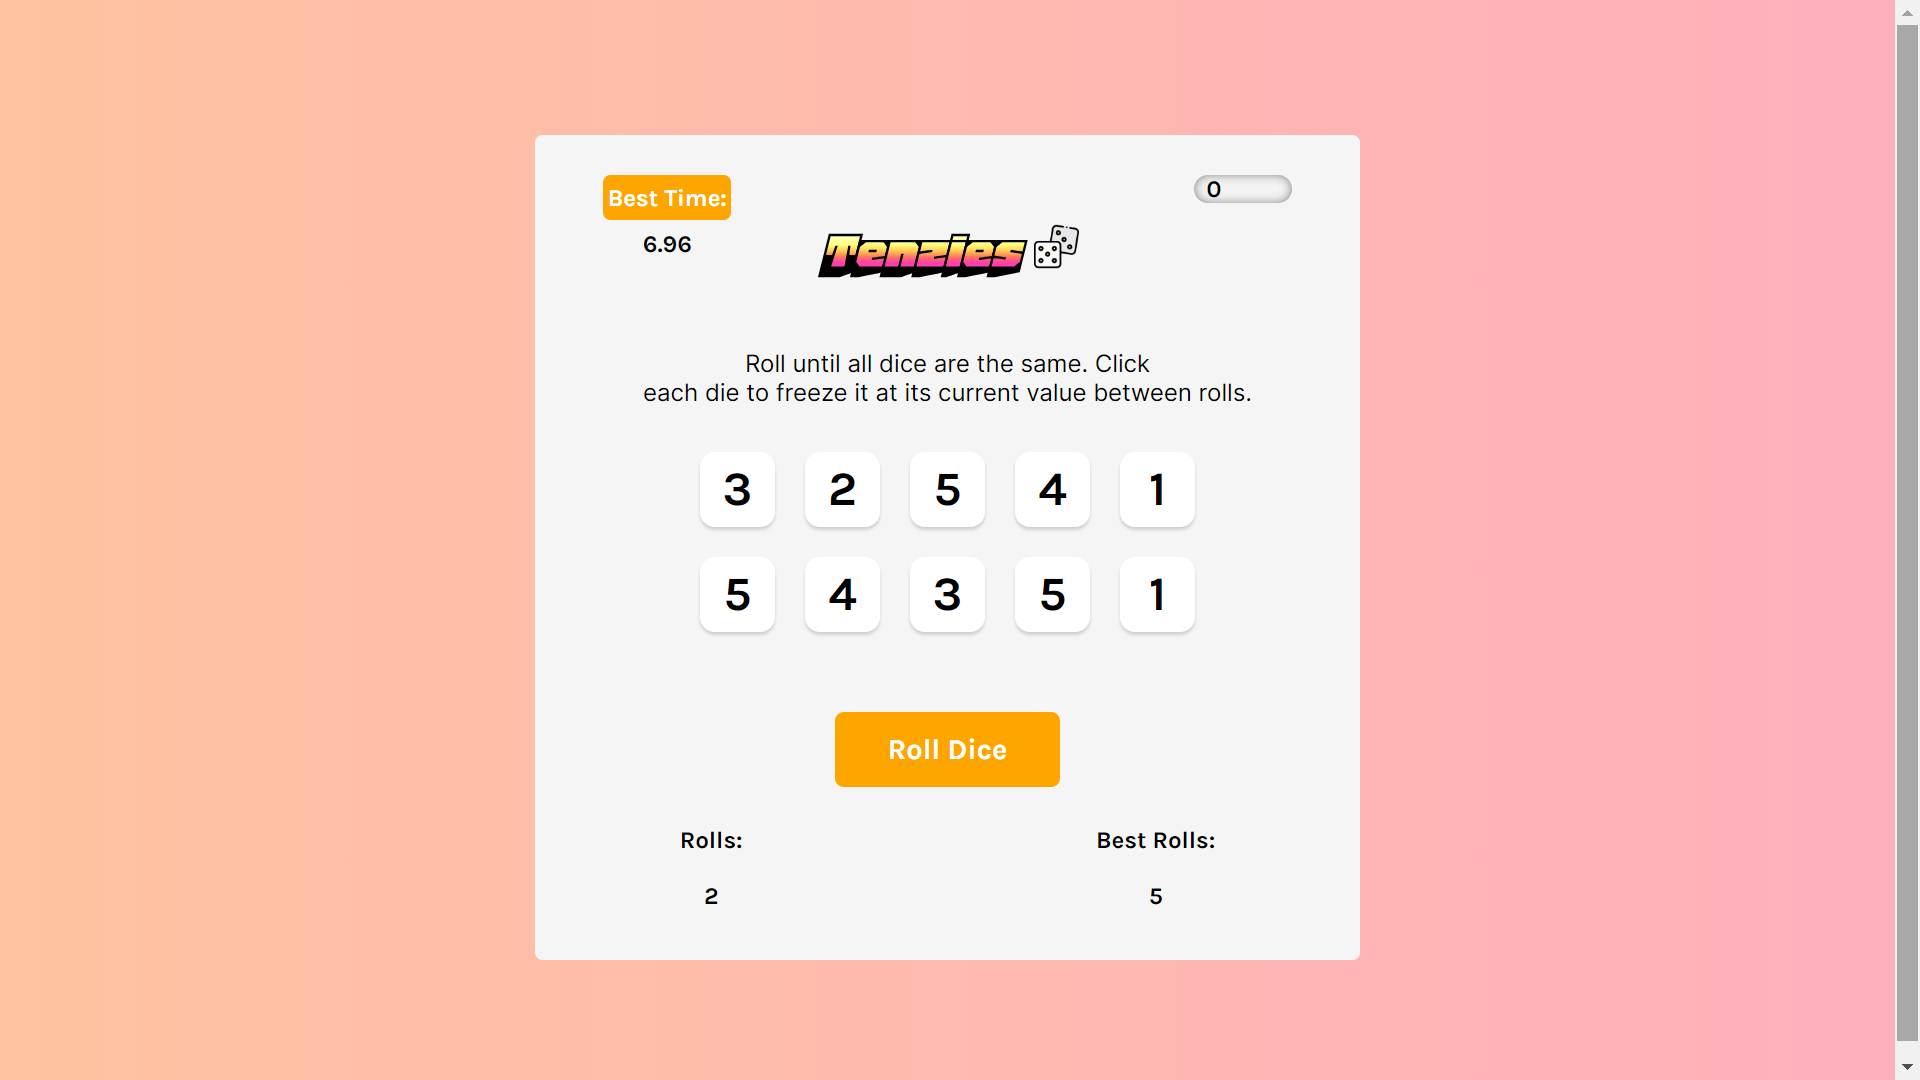 Best Time:
6.96
0
Tenzies
Roll until all dice are the same. Click
each die to freeze it at its current value between rolls.
3 2 5 4 1
5 4 3 5 1
Roll Dice
Rolls:
2
Best Rolls:
5